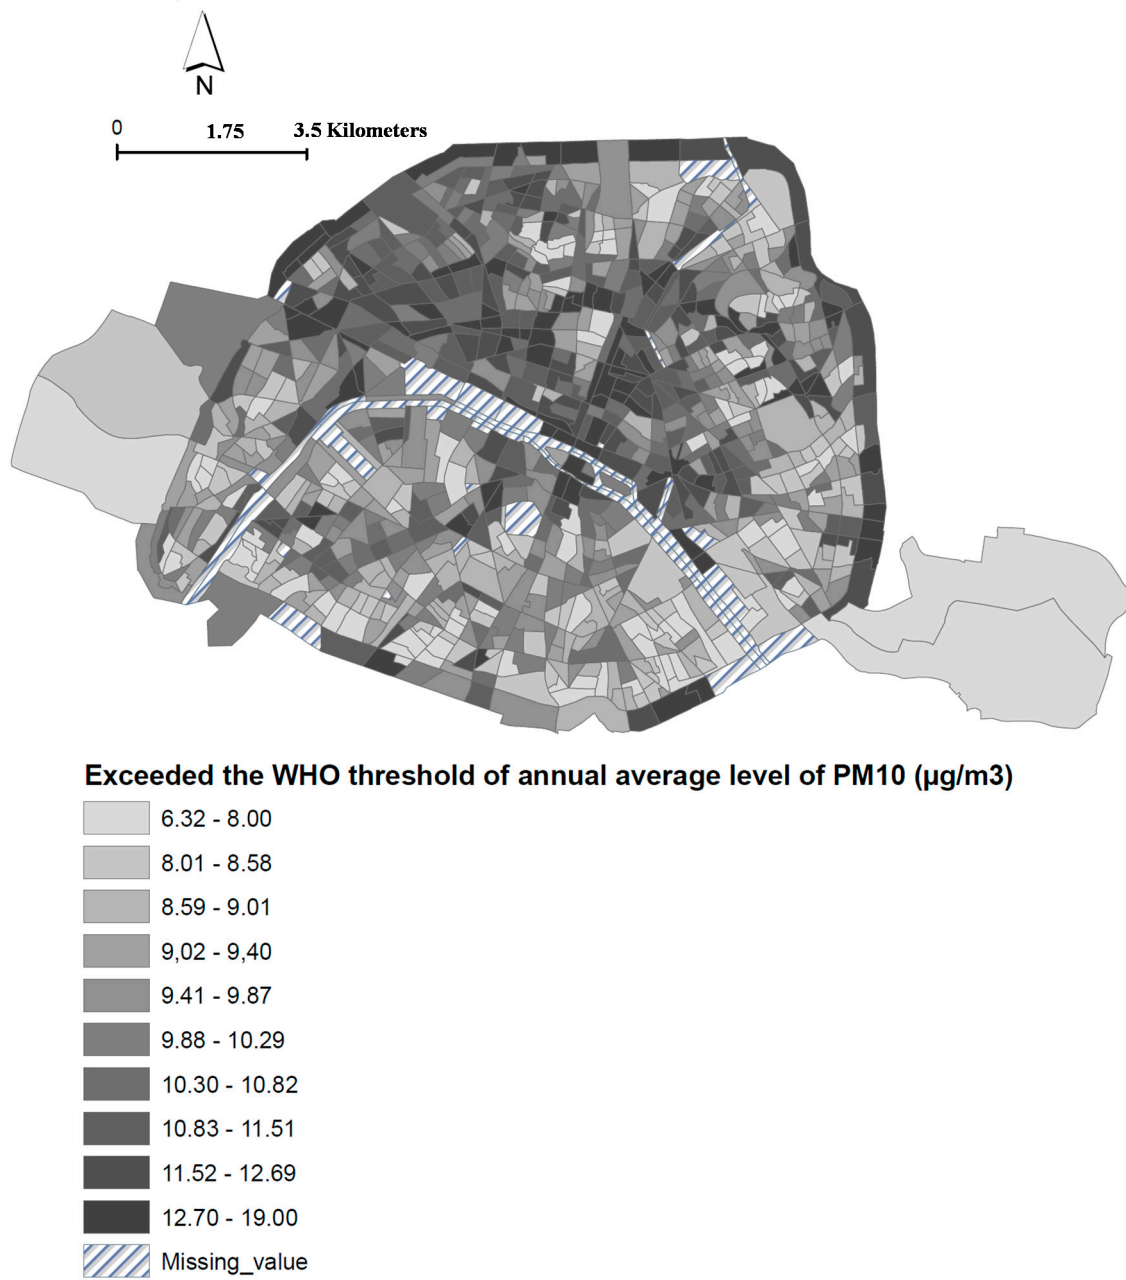 N
0 1.75 3.5 Kilometers
Exceeded the WHO threshold of annual average level of PM10 (µg/m3)
6.32 - 8.00
8.01 - 8.58
8.59 - 9.01
9,02 - 9,40
9.41 - 9.87
9.88 - 10.29
10.30 - 10.82
10.83 - 11.51
11.52 - 12.69
12.70 - 19.00
Missing_value